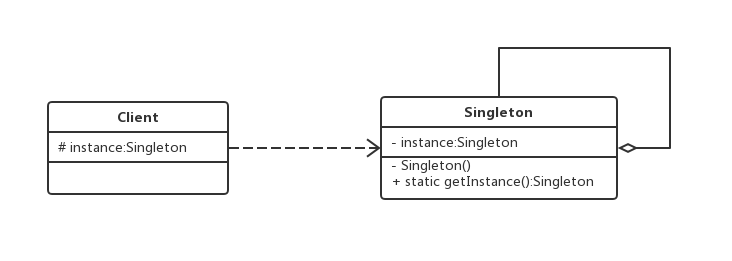 Client
# instance:Singleton
Singleton
- instance:Singleton
- Singleton()
+ static getInstance():Singleton